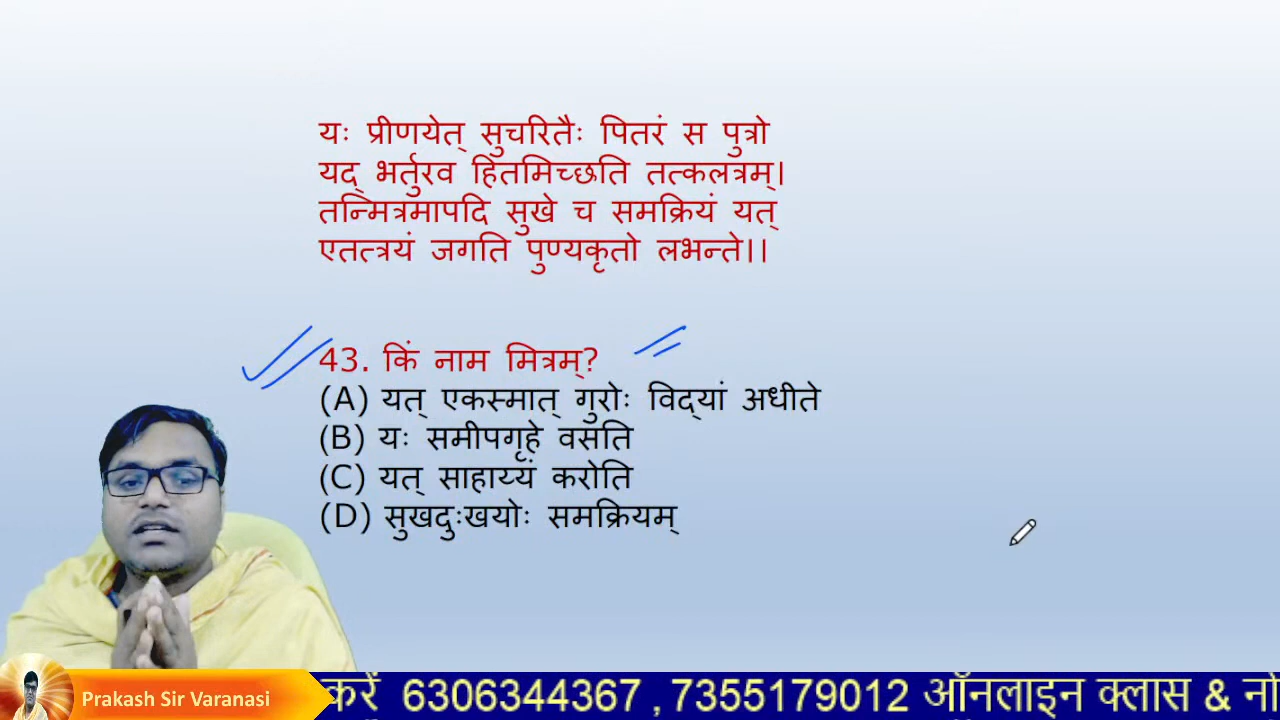 यः प्रीणयेत् सुचरितैः पितरं स पुत्रो
यद् भर्तुरव हितमिच्छति तत्कलत्रम्।
तन्मित्रमापदि सुखे च समक्रियं यत्
एतत्त्रयं जगति पुण्यकृतो लभन्ते।।
43. किं नाम मित्रम्?
(A) यत् एकस्मात् गुरोः विद्यां अधीते
(B) यः समीपगृहे वसति
(C) यत् साहाय्यं करोति
(D) सुखदुःखयोः समक्रियम्
Prakash Sir Varanasi
करें 6306344367 ,7355179012 ऑनलाइन क्लास & नो